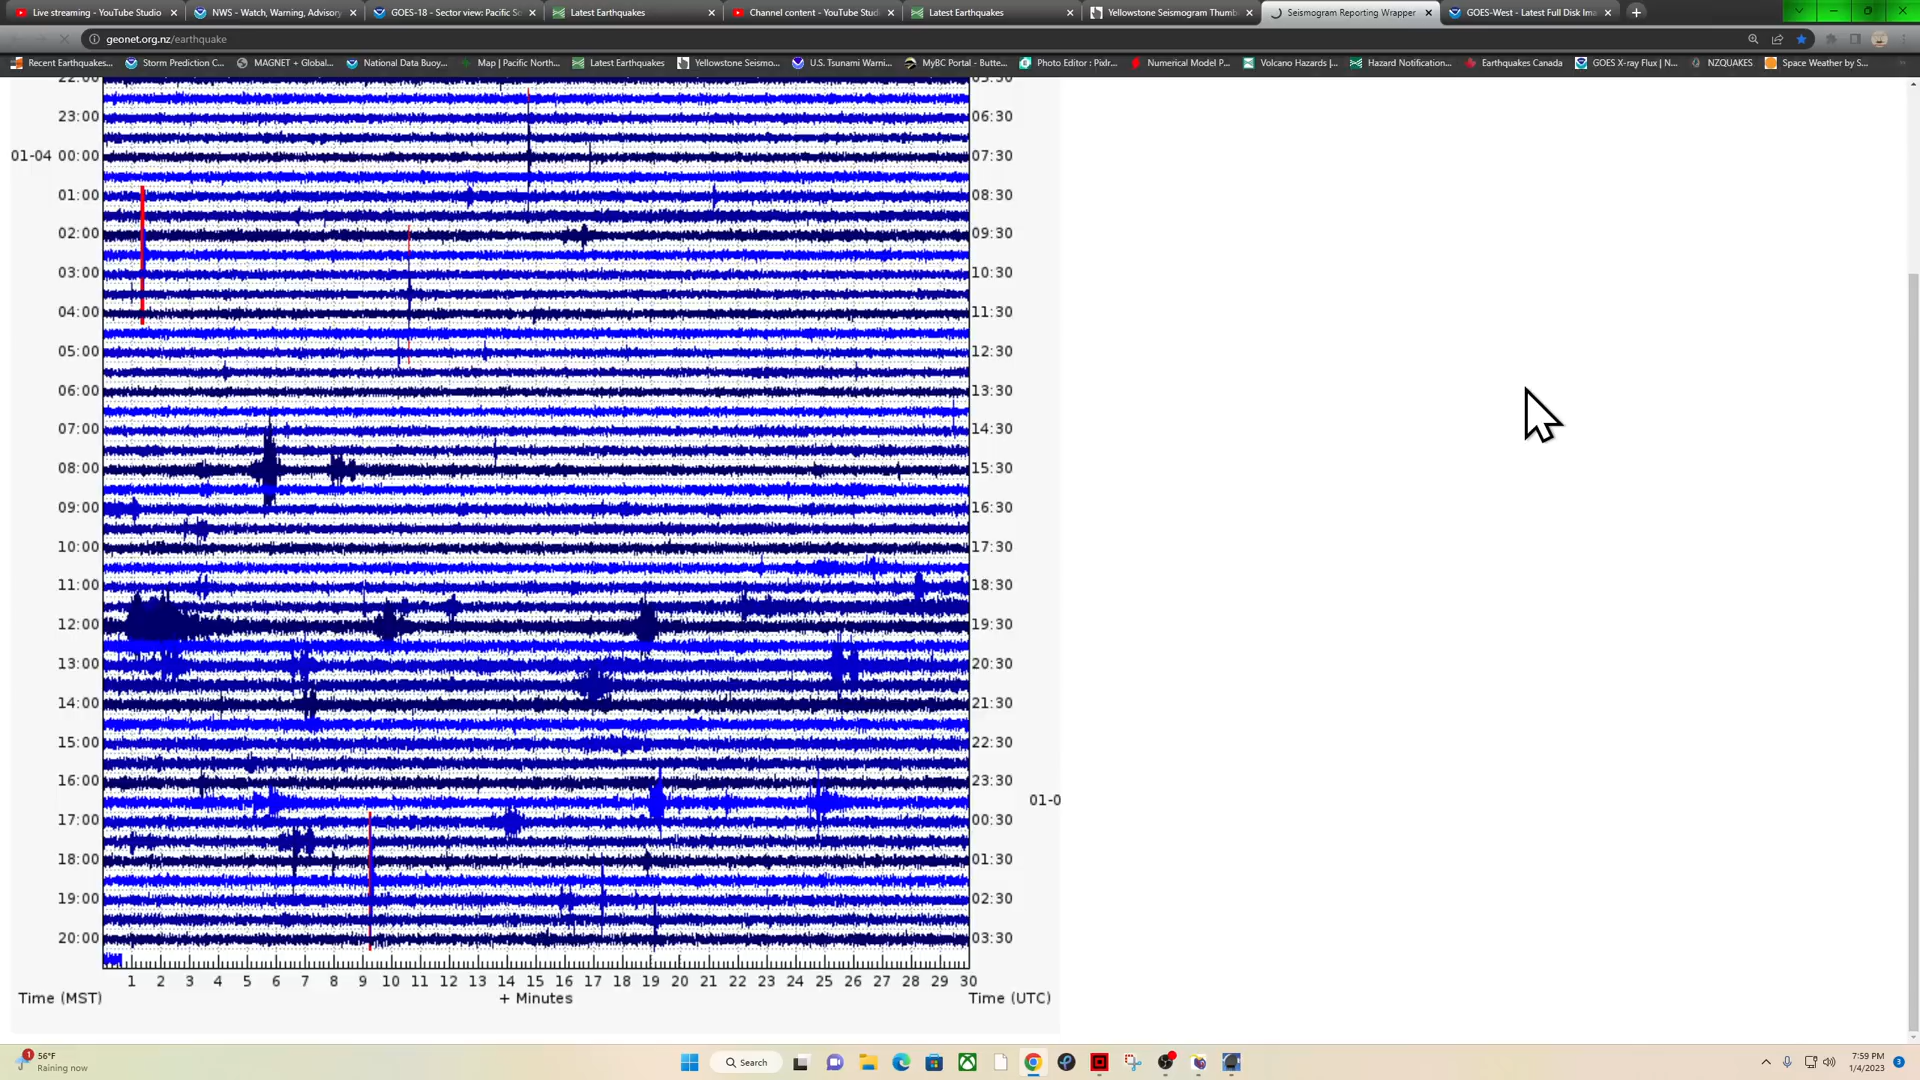 Live streaming - YouTube Studio
NWS - Watch, Warning, Advisory
GOES-18 - Sector view: Pacific So
Latest Earthquakes
Channel content - YouTube Studi
Latest Earthquakes
Yellowstone Seismogram Thumb
Seismogram Reporting Wrapper
GOES-West - Latest Full Disk Ima
geonet.org.nz/earthquake
Recent Earthquakes...
Storm Prediction C...
MAGNET + Global...
National Data Buoy...
Map | Pacific North...
Latest Earthquakes
Yellowstone Seismo...
U.S. Tsunami Warni...
MyBC Portal - Butte...
Photo Editor : Pixlr...
Numerical Model P...
Volcano Hazards |...
Hazard Notification...
Earthquakes Canada
GOES X-ray Flux | N...
NZQUAKES
Space Weather by S...
22:00 05:30
23:00 06:30
01-04 00:00 07:30
01:00 08:30
02:00 09:30
03:00 10:30
04:00 11:30
05:00 12:30
06:00 13:30
07:00 14:30
08:00 15:30
09:00 16:30
10:00 17:30
11:00 18:30
12:00 19:30
13:00 20:30
14:00 21:30
15:00 22:30
16:00 23:30
01-0
17:00 00:30
18:00 01:30
19:00 02:30
20:00 03:30
1 2 3 4 5 6 7 8 9 10 11 12 13 14 15 16 17 18 19 20 21 22 23 24 25 26 27 28 29 30
Time (MST) + Minutes Time (UTC)
1
56°F
Raining now
Search
7:59 PM
1/4/2023
3